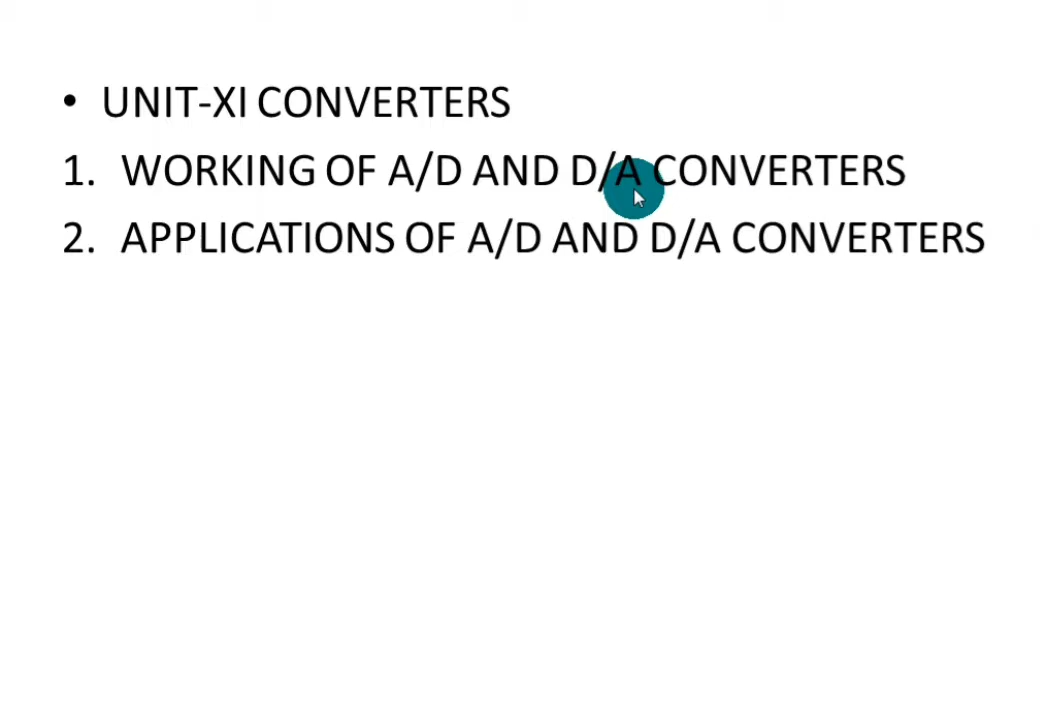 • UNIT-XI CONVERTERS
1. WORKING OF A/D AND D/A CONVERTERS
2. APPLICATIONS OF A/D AND D/A CONVERTERS